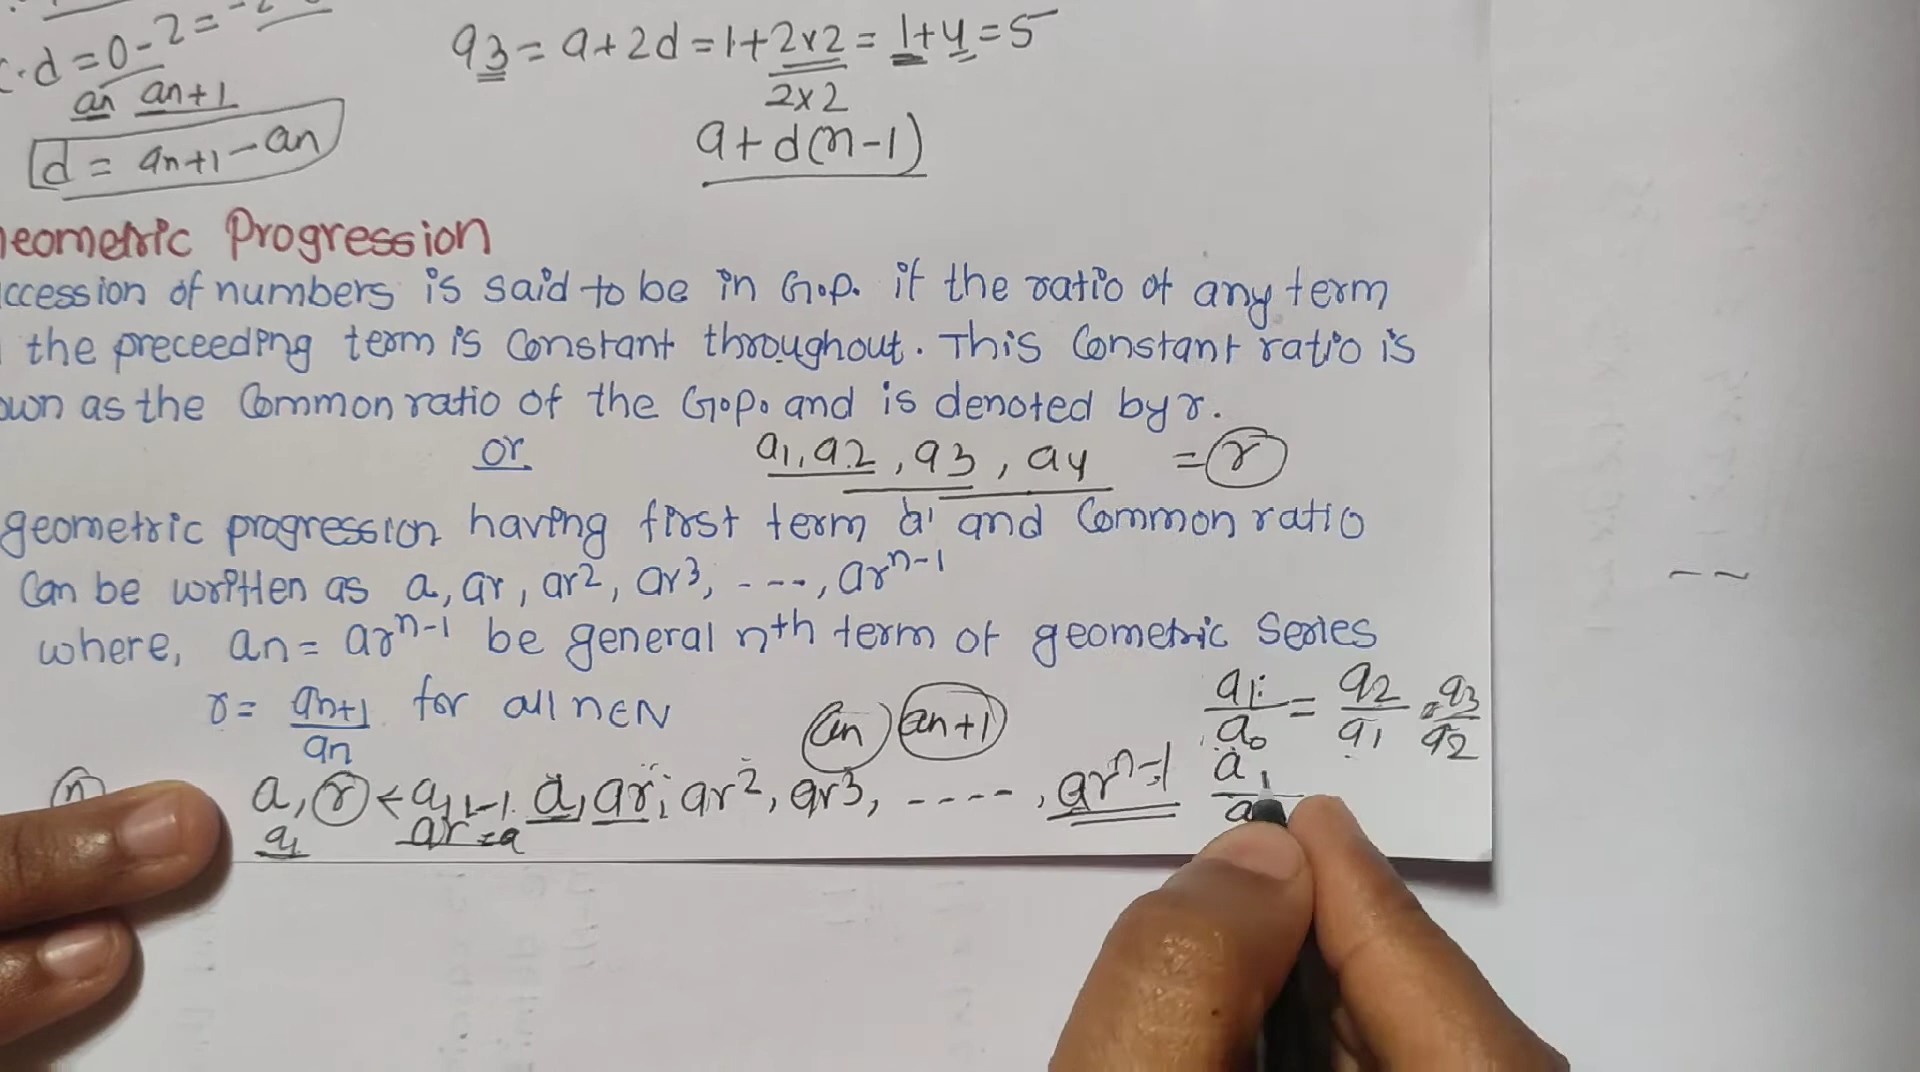 d=0-2=-2
a3=a+2d=1+2x2=1+4=5
an an+1
2x2
d = an+1-an
a+d(n-1)
eometric Progression
ccession of numbers is said to be in G.P. if the ratio of any term
the preceeding term is Constant throughout. This Constant ratio is
own as the Common ratio of the G.P. and is denoted by r.
or a1,a2,a3,a4 =r
geometric progression having first term 'a' and Common ratio
Can be written as a, ar, ar2, ar3, ----, arn-1
where, an= arn-1 be general nth term of geometric Series
r= an+1/an for all n∈N an an+1 a1/a0 = a2/a1 = a3/a2
n a, r a, ar, ar2, ar3, ----, arn-1
a1 ar=a